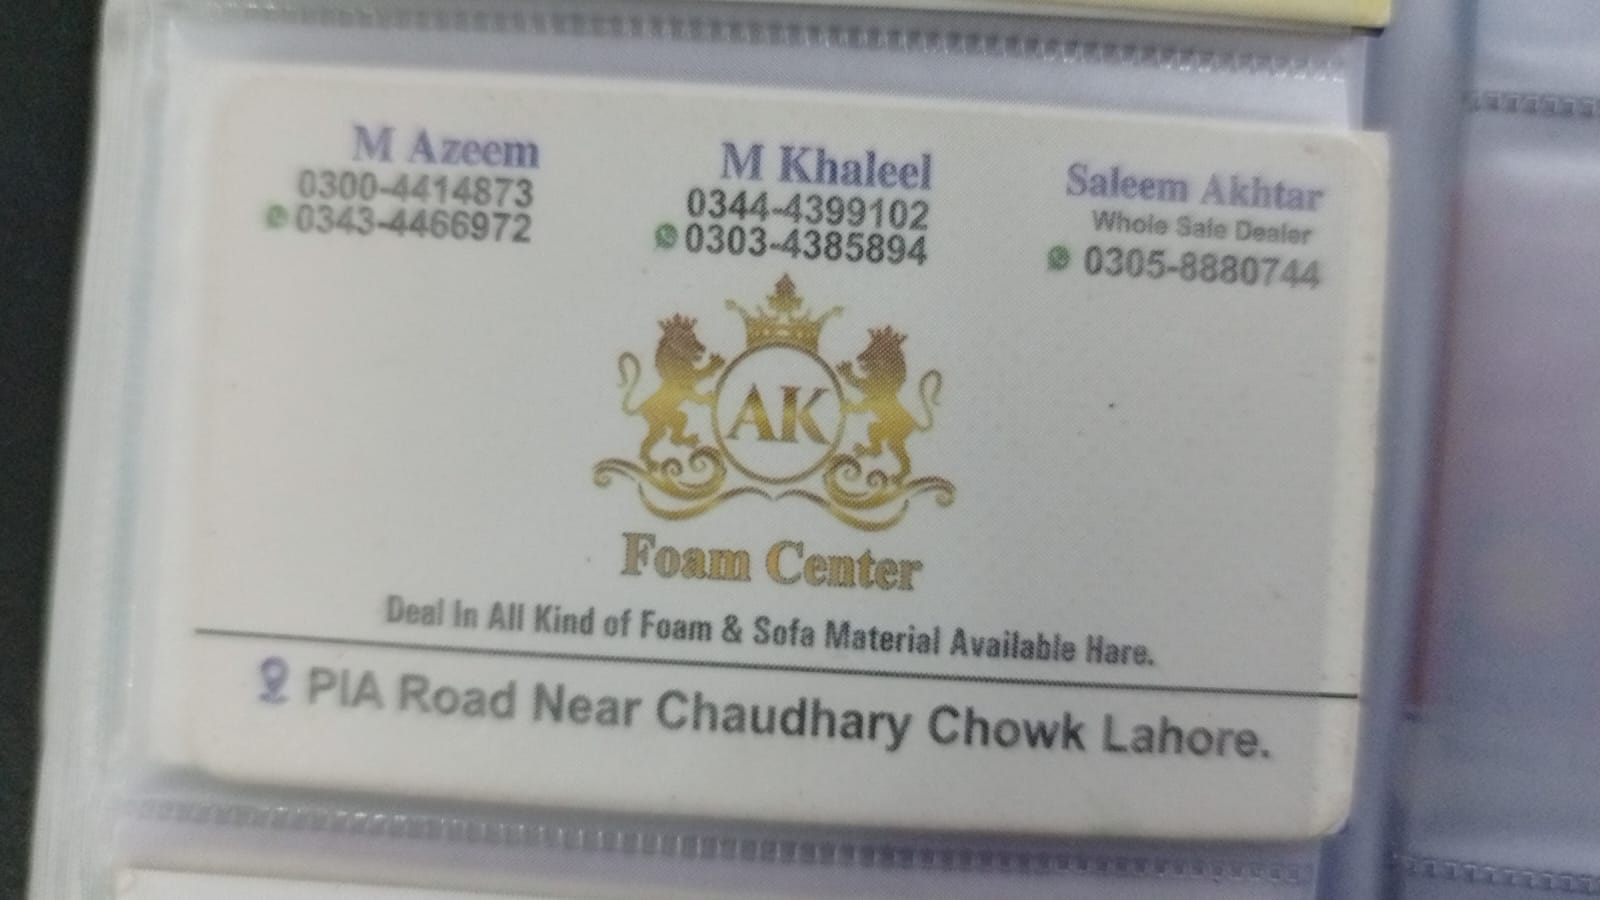 M Azeem
0300-4414873
0343-4466972
M Khaleel
0344-4399102
0303-4385894
Saleem Akhtar
Whole Sale Dealer
0305-8880744
AK
Foam Center
Deal In All Kind of Foam & Sofa Material Available Hare.
PIA Road Near Chaudhary Chowk Lahore.